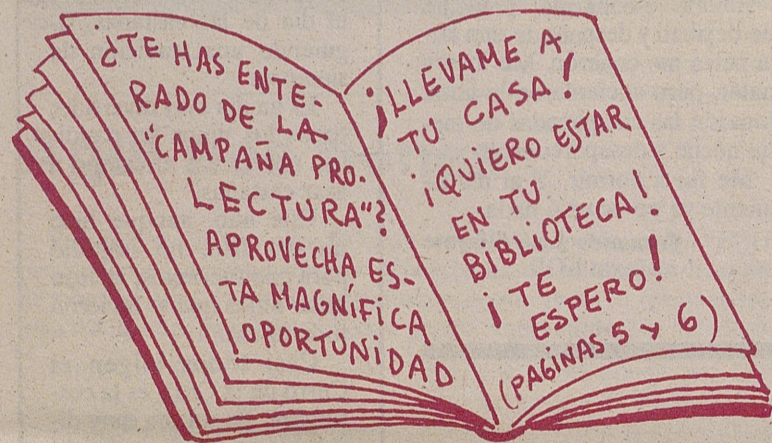 ¿TE HAS ENTE-
RADO DE LA
"CAMPAÑA PRO-
LECTURA"?
APROVECHA ES-
TA MAGNÍFICA
OPORTUNIDAD
¡LLEVAME A
TU CASA!
¡QUIERO ESTAR
EN TU
BIBLIOTECA!
¡TE
ESPERO!
(PAGINAS 5 y 6)